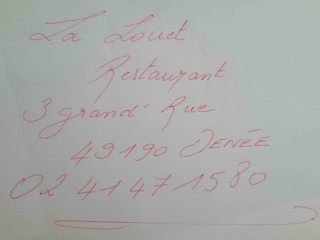 La Louet
Restaurant
3 grand' Rue
49190 DENÉE
02 41 47 15 80